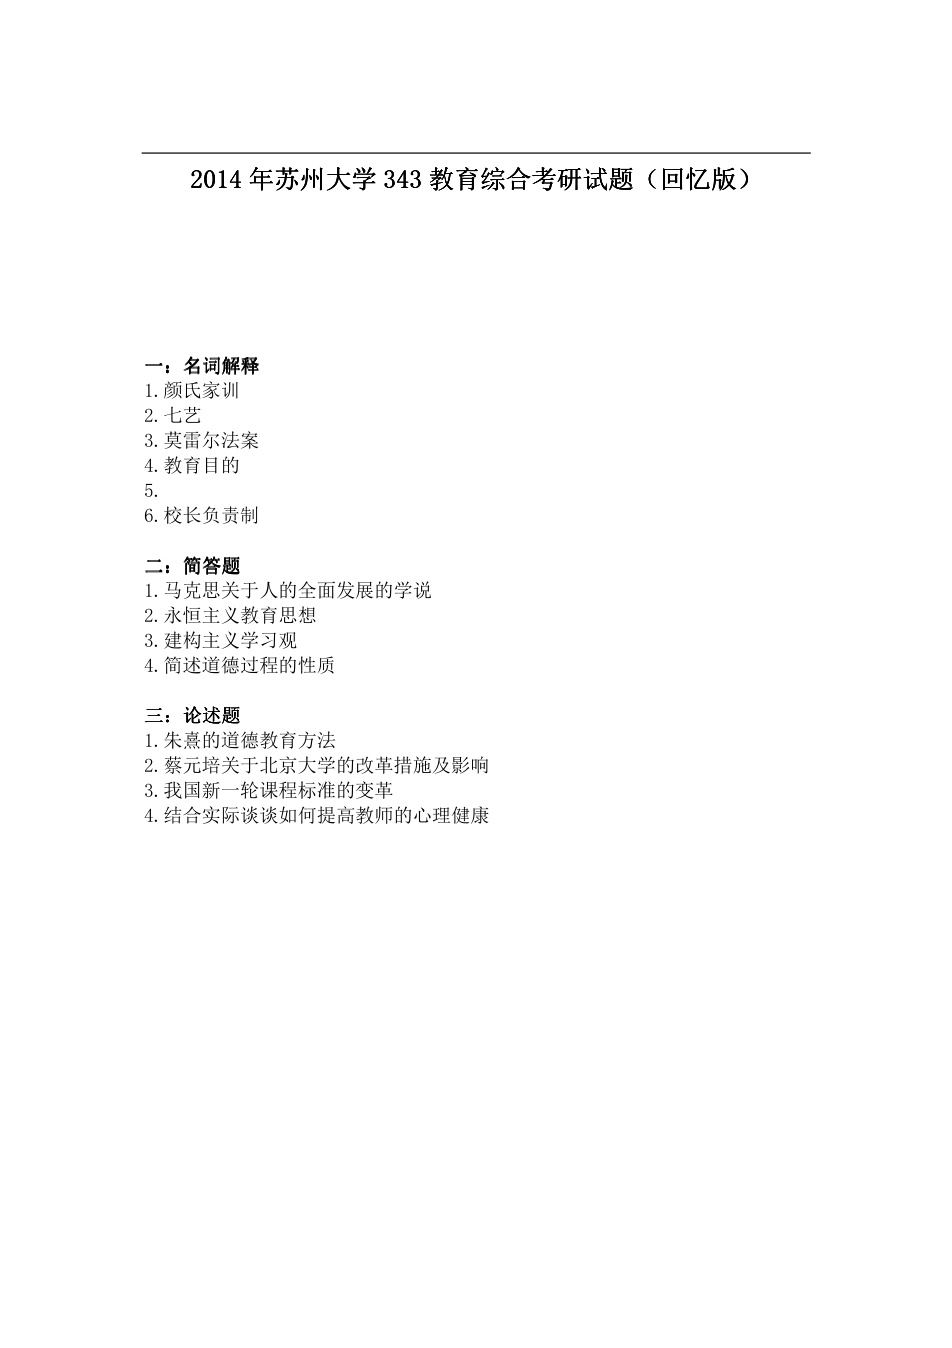 2014 年苏州大学 343 教育综合考研试题（回忆版）
一：名词解释
1.颜氏家训
2.七艺
3.莫雷尔法案
4.教育目的
5.
6.校长负责制
二：简答题
1.马克思关于人的全面发展的学说
2.永恒主义教育思想
3.建构主义学习观
4.简述道德过程的性质
三：论述题
1.朱熹的道德教育方法
2.蔡元培关于北京大学的改革措施及影响
3.我国新一轮课程标准的变革
4.结合实际谈谈如何提高教师的心理健康